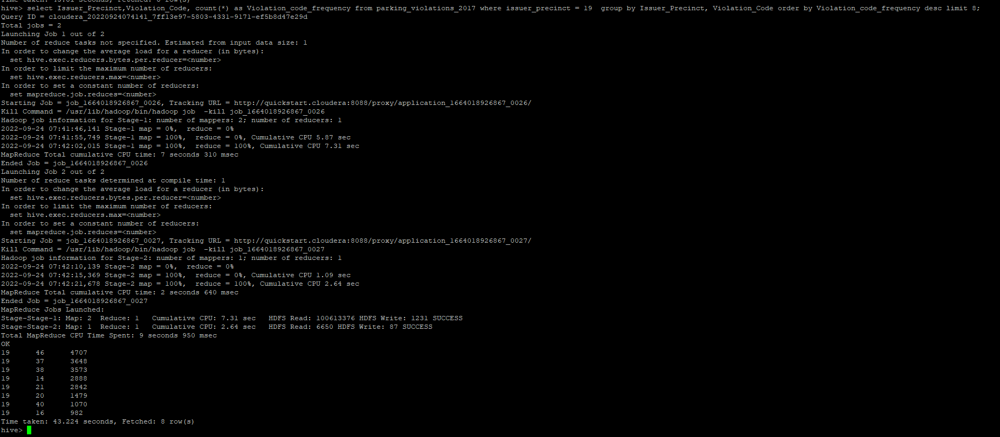 Time taken: 43.61 seconds, Fetched: 8 row(s)
hive> select Issuer_Precinct,Violation_Code, count(*) as Violation_code_frequency from parking_violations_2017 where issuer_precinct = 19  group by Issuer_Precinct, Violation_Code order by Violation_code_frequency desc limit 8;
Query ID = cloudera_20220924074141_7ff13e97-5803-4331-9171-ef5b8d47e29d
Total jobs = 2
Launching Job 1 out of 2
Number of reduce tasks not specified. Estimated from input data size: 1
In order to change the average load for a reducer (in bytes):
  set hive.exec.reducers.bytes.per.reducer=<number>
In order to limit the maximum number of reducers:
  set hive.exec.reducers.max=<number>
In order to set a constant number of reducers:
  set mapreduce.job.reduces=<number>
Starting Job = job_1664018926867_0026, Tracking URL = http://quickstart.cloudera:8088/proxy/application_1664018926867_0026/
Kill Command = /usr/lib/hadoop/bin/hadoop job  -kill job_1664018926867_0026
Hadoop job information for Stage-1: number of mappers: 2; number of reducers: 1
2022-09-24 07:41:46,141 Stage-1 map = 0%,  reduce = 0%
2022-09-24 07:41:55,749 Stage-1 map = 100%,  reduce = 0%, Cumulative CPU 5.87 sec
2022-09-24 07:42:02,015 Stage-1 map = 100%,  reduce = 100%, Cumulative CPU 7.31 sec
MapReduce Total cumulative CPU time: 7 seconds 310 msec
Ended Job = job_1664018926867_0026
Launching Job 2 out of 2
Number of reduce tasks determined at compile time: 1
In order to change the average load for a reducer (in bytes):
  set hive.exec.reducers.bytes.per.reducer=<number>
In order to limit the maximum number of reducers:
  set hive.exec.reducers.max=<number>
In order to set a constant number of reducers:
  set mapreduce.job.reduces=<number>
Starting Job = job_1664018926867_0027, Tracking URL = http://quickstart.cloudera:8088/proxy/application_1664018926867_0027/
Kill Command = /usr/lib/hadoop/bin/hadoop job  -kill job_1664018926867_0027
Hadoop job information for Stage-2: number of mappers: 1; number of reducers: 1
2022-09-24 07:42:10,139 Stage-2 map = 0%,  reduce = 0%
2022-09-24 07:42:15,369 Stage-2 map = 100%,  reduce = 0%, Cumulative CPU 1.09 sec
2022-09-24 07:42:21,678 Stage-2 map = 100%,  reduce = 100%, Cumulative CPU 2.64 sec
MapReduce Total cumulative CPU time: 2 seconds 640 msec
Ended Job = job_1664018926867_0027
MapReduce Jobs Launched:
Stage-Stage-1: Map: 2  Reduce: 1   Cumulative CPU: 7.31 sec   HDFS Read: 100613376 HDFS Write: 1231 SUCCESS
Stage-Stage-2: Map: 1  Reduce: 1   Cumulative CPU: 2.64 sec   HDFS Read: 6650 HDFS Write: 87 SUCCESS
Total MapReduce CPU Time Spent: 9 seconds 950 msec
OK
19      46      4707
19      37      3648
19      38      3573
19      14      2888
19      21      2842
19      20      1479
19      40      1070
19      16      982
Time taken: 43.224 seconds, Fetched: 8 row(s)
hive>